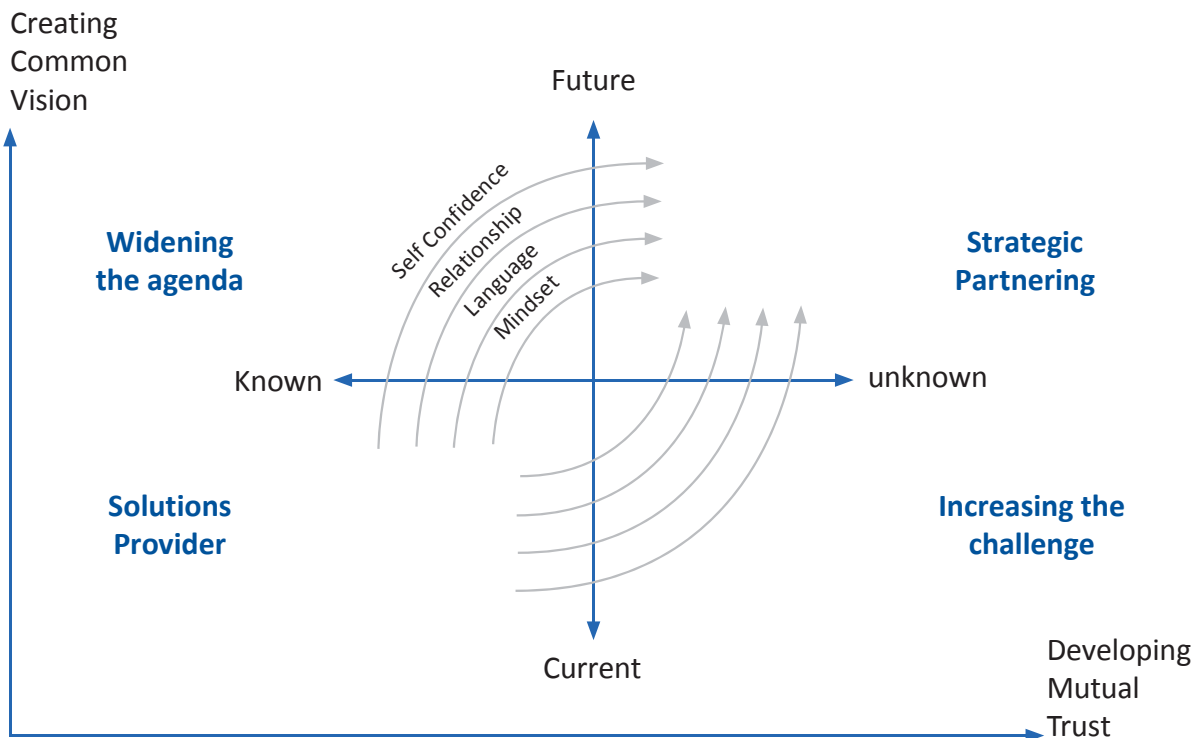 Creating
Common
Vision
Future
Self Confidence
Relationship
Language
Mindset
Widening
the agenda
Strategic
Partnering
Known
unknown
Solutions
Provider
Increasing the
challenge
Current
Developing
Mutual
Trust